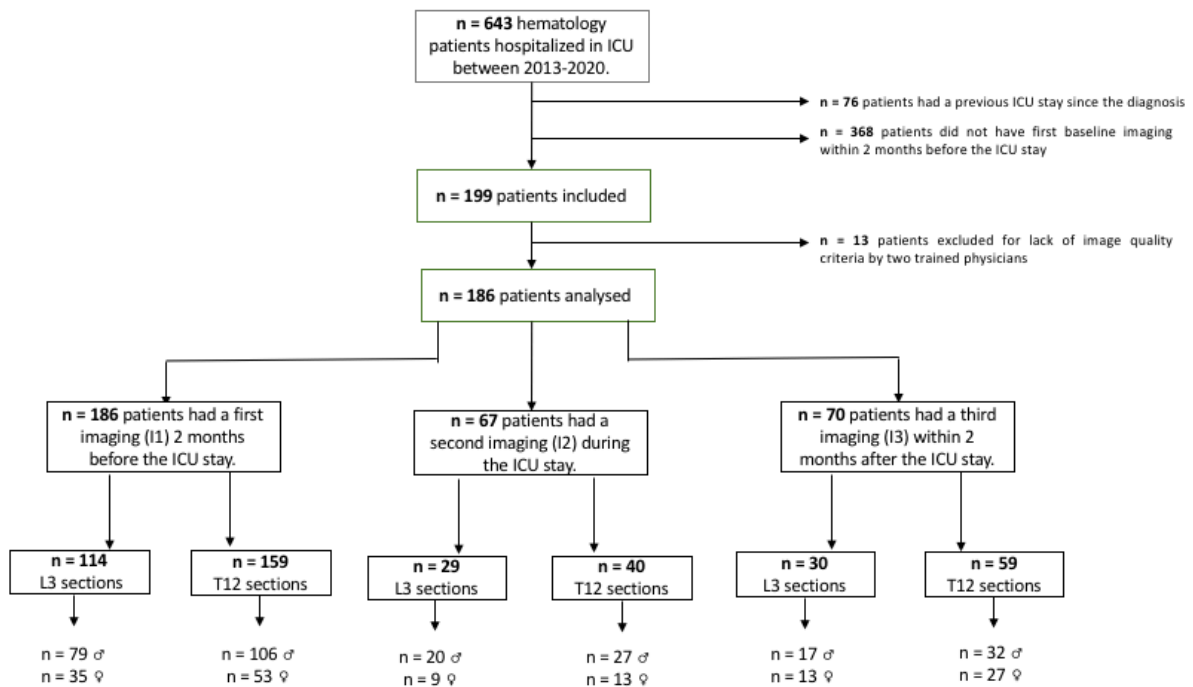 n = 643 hematology
patients hospitalized in ICU
between 2013-2020.
n = 76 patients had a previous ICU stay since the diagnosis
n = 368 patients did not have first baseline imaging
within 2 months before the ICU stay
n = 199 patients included
n = 13 patients excluded for lack of image quality
criteria by two trained physicians
n = 186 patients analysed
n = 186 patients had a first
imaging (I1) 2 months
before the ICU stay.
n = 67 patients had a
second imaging (I2) during
the ICU stay.
n = 70 patients had a third
imaging (I3) within 2
months after the ICU stay.
n = 114
L3 sections
n = 159
T12 sections
n = 29
L3 sections
n = 40
T12 sections
n = 30
L3 sections
n = 59
T12 sections
n = 79 ♂
n = 35 ♀
n = 106 ♂
n = 53 ♀
n = 20 ♂
n = 9 ♀
n = 27 ♂
n = 13 ♀
n = 17 ♂
n = 13 ♀
n = 32 ♂
n = 27 ♀